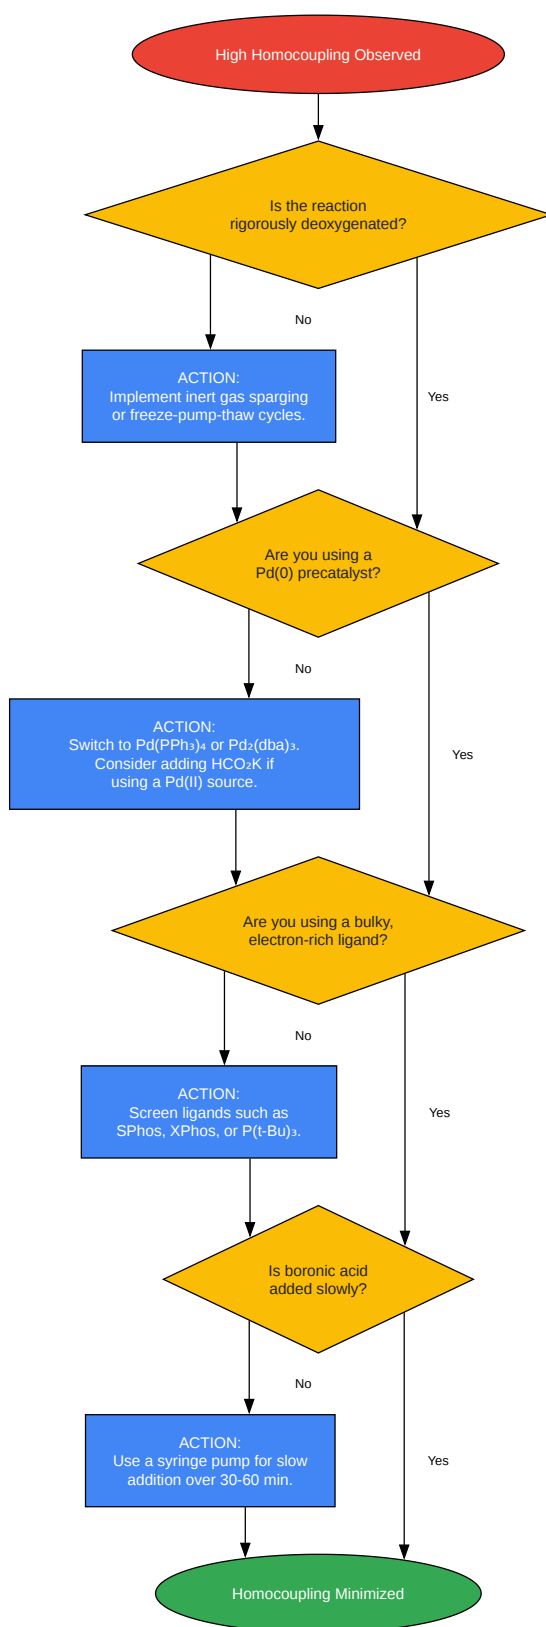 High Homocoupling Observed
Is the reaction
rigorously deoxygenated?
No
ACTION:
Implement inert gas sparging
or freeze-pump-thaw cycles.
Yes
Are you using a
Pd(0) precatalyst?
No
ACTION:
Switch to Pd(PPh₃)₄ or Pd₂(dba)₃.
Consider adding HCO₂K if
using a Pd(II) source.
Yes
Are you using a bulky,
electron-rich ligand?
No
ACTION:
Screen ligands such as
SPhos, XPhos, or P(t-Bu)₃.
Yes
Is boronic acid
added slowly?
No
ACTION:
Use a syringe pump for slow
addition over 30-60 min.
Yes
Homocoupling Minimized